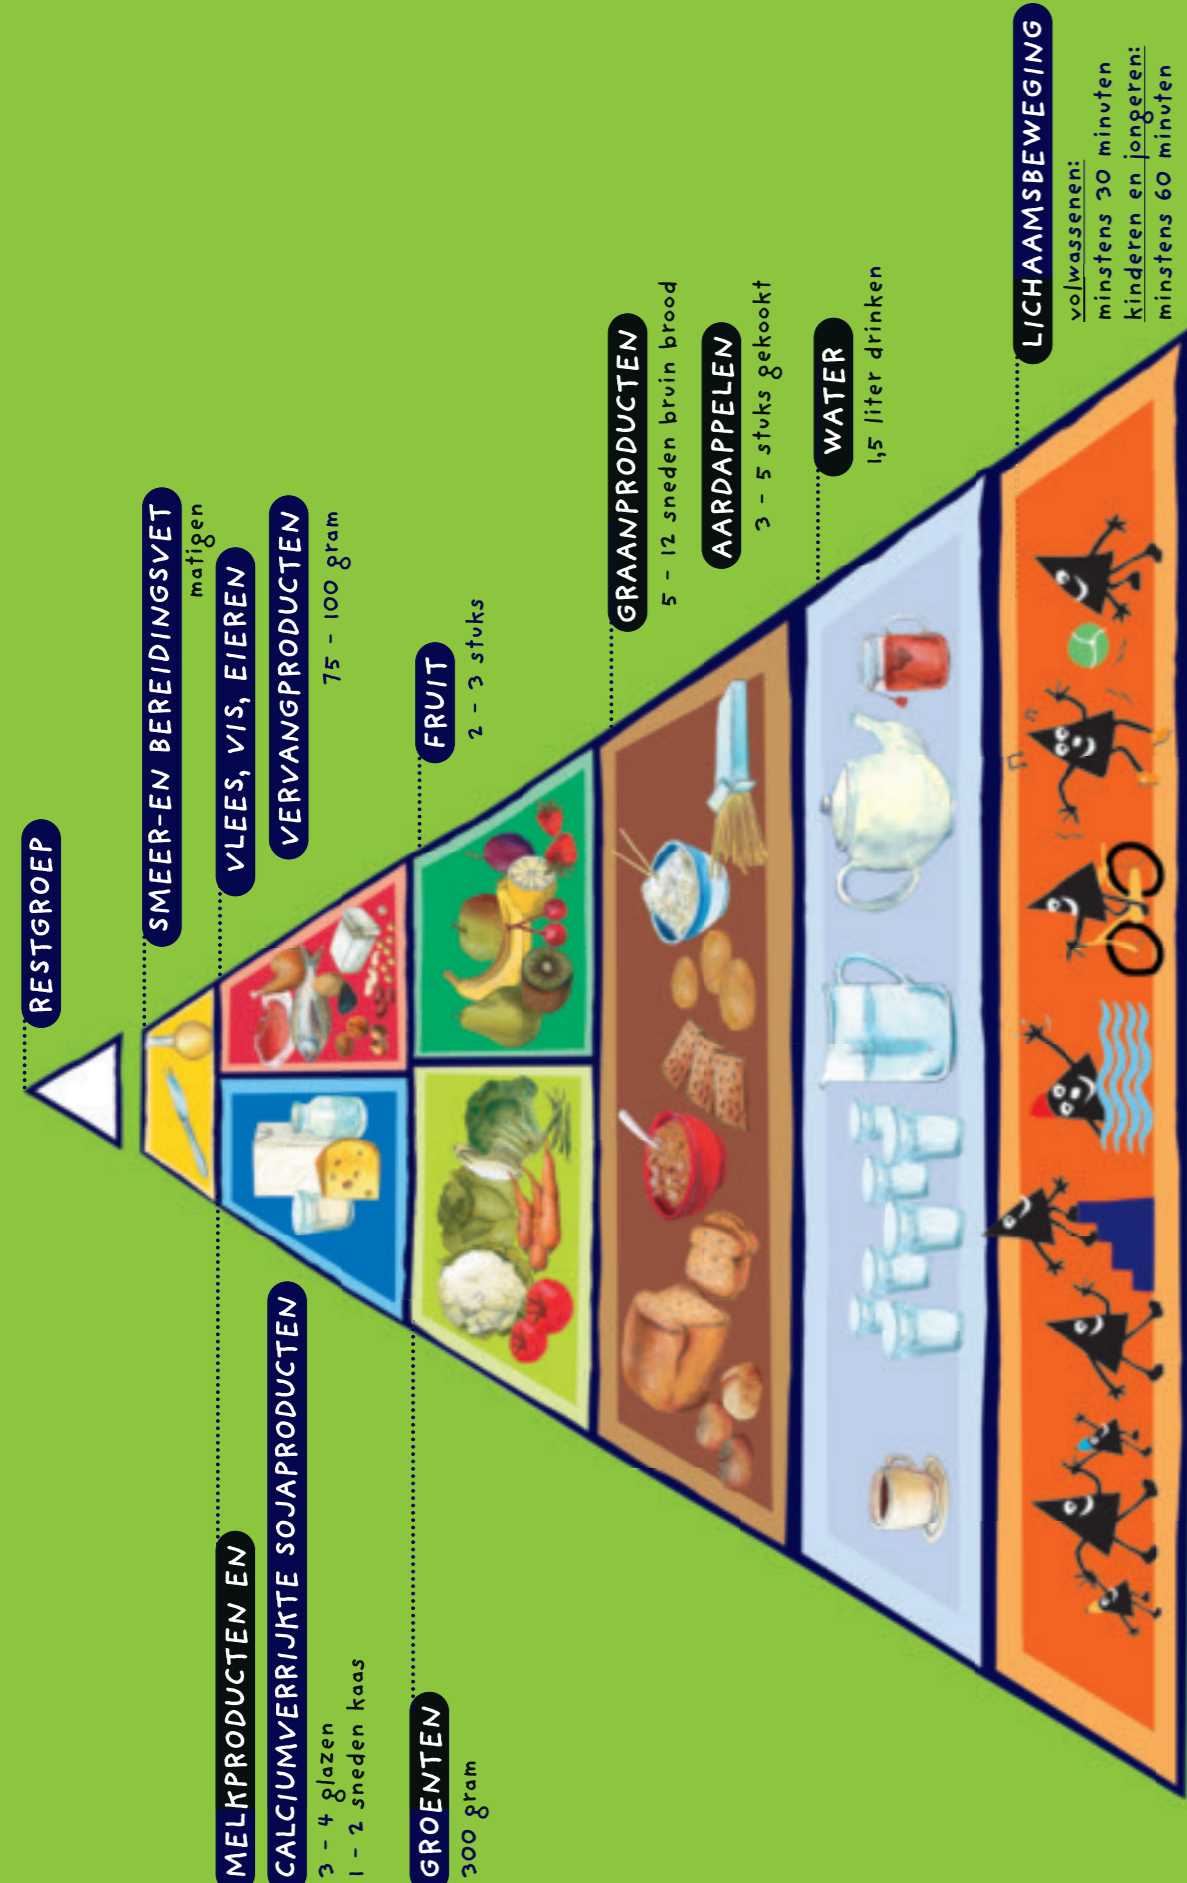 RESTGROEP
SMEER-EN BEREIDINGSVET
matigen
VLEES, VIS, EIEREN
VERVANGPRODUCTEN
75 - 100 gram
MELKPRODUCTEN EN
CALCIUMVERRIJKTE SOJAPRODUCTEN
3 - 4 glazen
1 - 2 sneden kaas
FRUIT
2 - 3 stuks
GROENTEN
300 gram
GRAANPRODUCTEN
5 - 12 sneden bruin brood
AARDAPPELEN
3 - 5 stuks gekookt
WATER
1,5 liter drinken
LICHAAMSBEWEGING
volwassenen:
minstens 30 minuten
kinderen en jongeren:
minstens 60 minuten